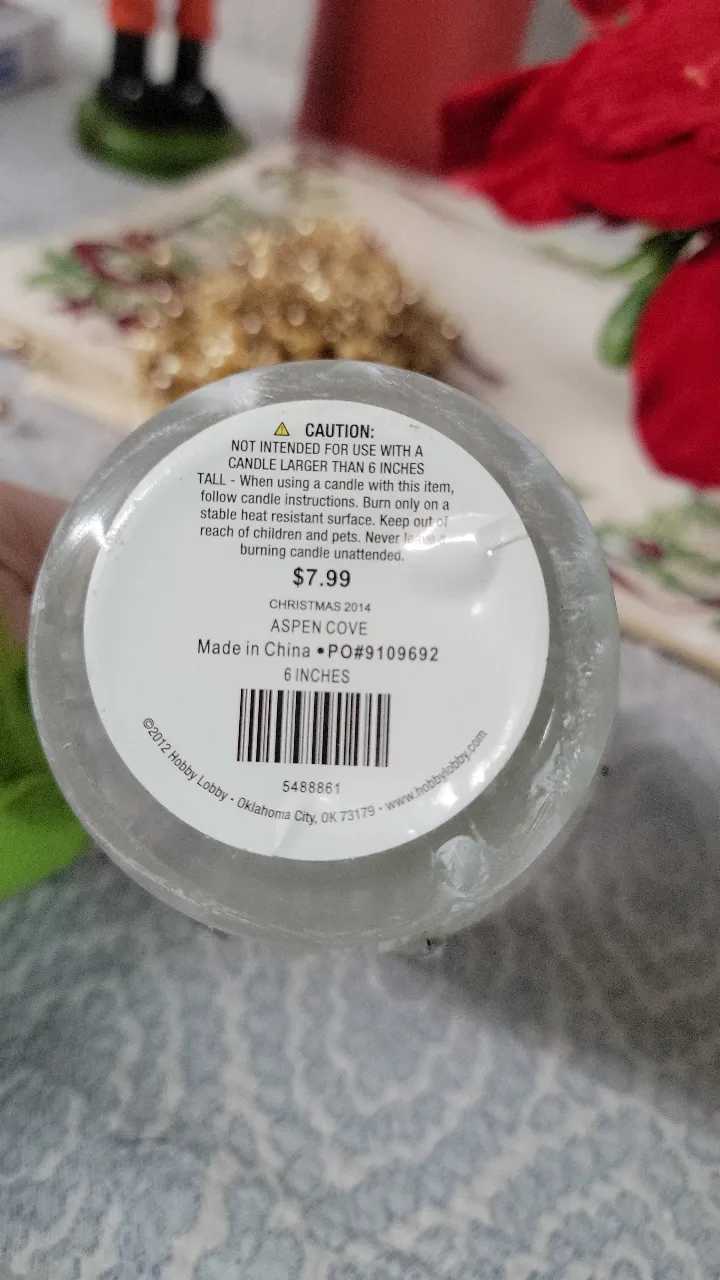 CAUTION:
NOT INTENDED FOR USE WITH A
CANDLE LARGER THAN 6 INCHES
TALL - When using a candle with this item,
follow candle instructions. Burn only on a
stable heat resistant surface. Keep out of
reach of children and pets. Never leave a
burning candle unattended.
$7.99
CHRISTMAS 2014
ASPEN COVE
Made in China • PO#9109692
6 INCHES
5488861
©2012 Hobby Lobby - Oklahoma City, OK 73179 - www.hobbylobby.com